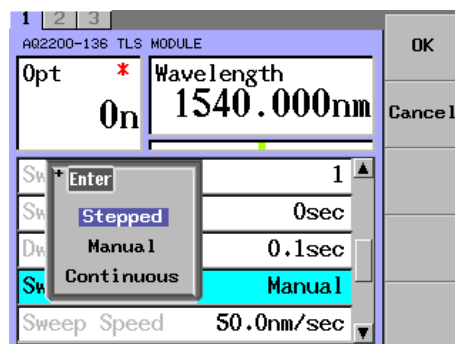 1 2 3
AQ2200-136 TLS MODULE
OK
Opt *
On
Wavelength
1540.000nm
Cancel
Enter
Stepped
Manual
Continuous
1
0sec
0.1sec
Manual
Sweep Speed 50.0nm/sec